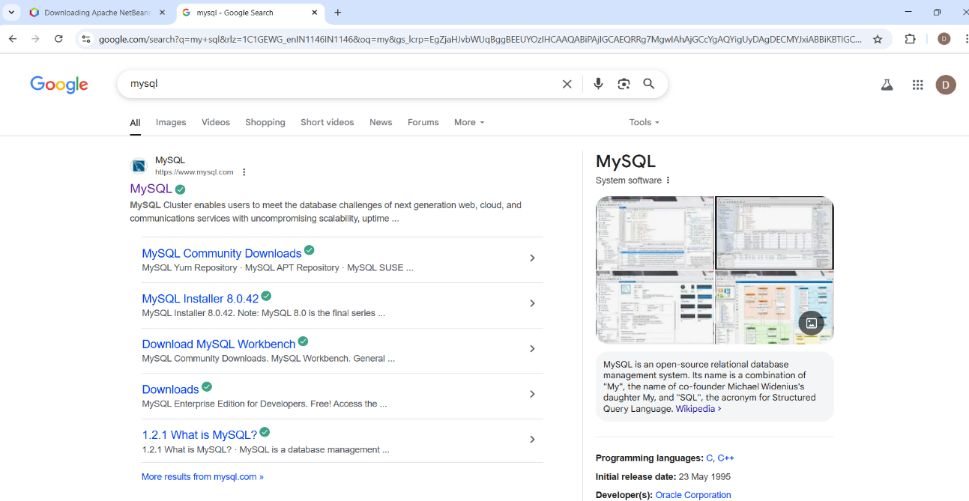 Downloading Apache NetBeans
mysql - Google Search
google.com/search?q=my+sql&rlz=1C1GEWG_enIN1146IN1146&oq=my&gs_lcrp=
D
Google
mysql
D
All Images Videos Shopping Short videos News Forums More Tools
MySQL
https://www.mysql.com
MySQL
MySQL Cluster enables users to meet the database challenges of next generation web, cloud, and
communications services with uncompromising scalability, uptime ...
MySQL Community Downloads
MySQL Yum Repository · MySQL APT Repository · MySQL SUSE ...
MySQL Installer 8.0.42
MySQL Installer 8.0.42. Note: MySQL 8.0 is the final series ...
Download MySQL Workbench
MySQL Community Downloads. MySQL Workbench. General ...
Downloads
MySQL Enterprise Edition for Developers. Free! Access the ...
1.2.1 What is MySQL?
1.2.1 What is MySQL? · MySQL is a database management ...
More results from mysql.com »
MySQL
System software
MySQL is an open-source relational database
management system. Its name is a combination of
"My", the name of co-founder Michael Widenius's
daughter My, and "SQL", the acronym for Structured
Query Language. Wikipedia ›
Programming languages: C, C++
Initial release date: 23 May 1995
Developer(s): Oracle Corporation